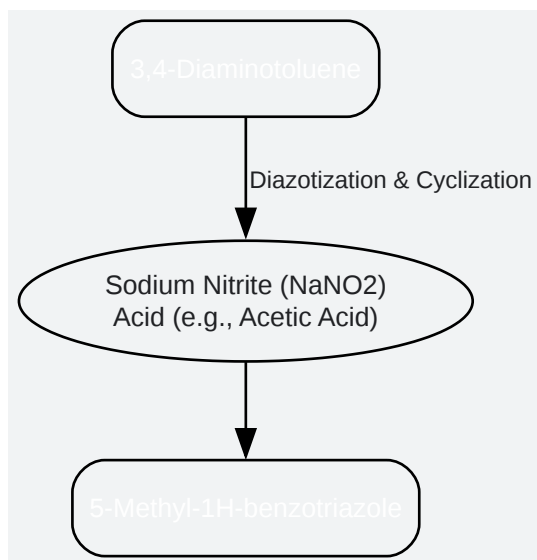 3,4-Diaminotoluene
Diazotization & Cyclization
Sodium Nitrite (NaNO2)
Acid (e.g., Acetic Acid)
5-Methyl-1H-benzotriazole